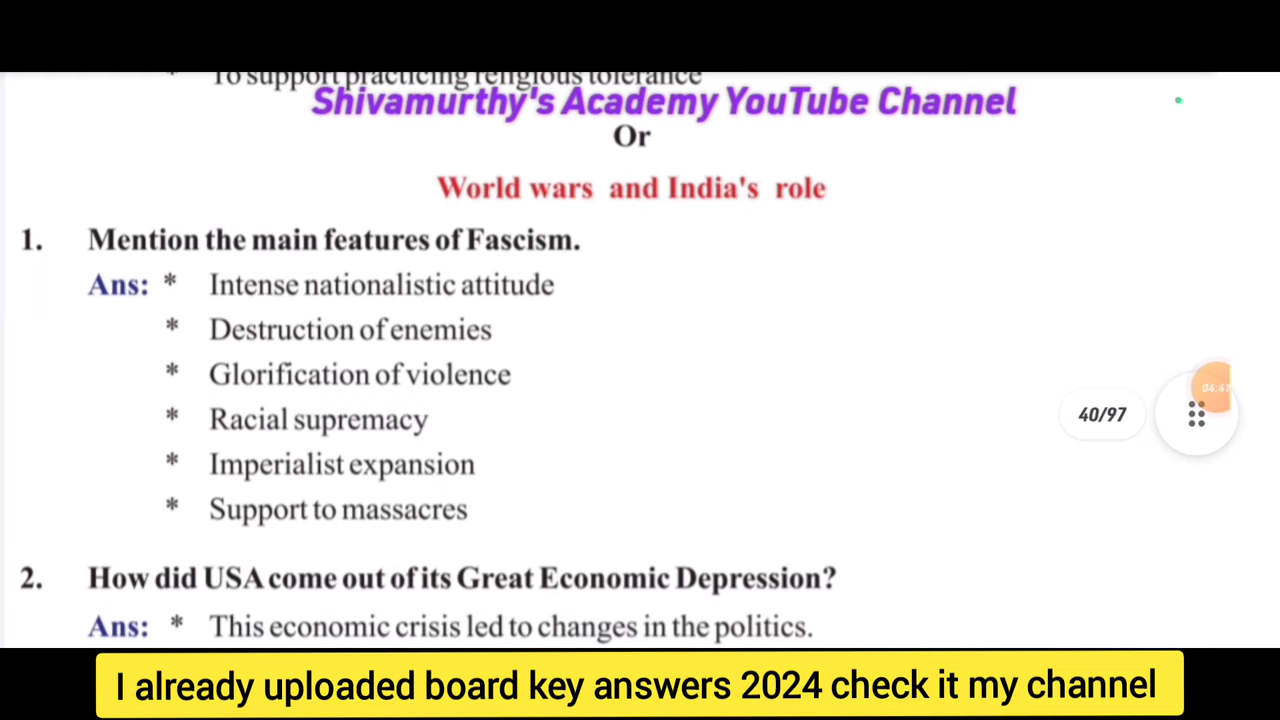 * To support practicing religious tolerance
Shivamurthy's Academy YouTube Channel
Or
World wars and India's role
1. Mention the main features of Fascism.
Ans: * Intense nationalistic attitude
* Destruction of enemies
* Glorification of violence
* Racial supremacy
* Imperialist expansion
* Support to massacres
04:41
40/97
2. How did USA come out of its Great Economic Depression?
Ans: * This economic crisis led to changes in the politics.
I already uploaded board key answers 2024 check it my channel